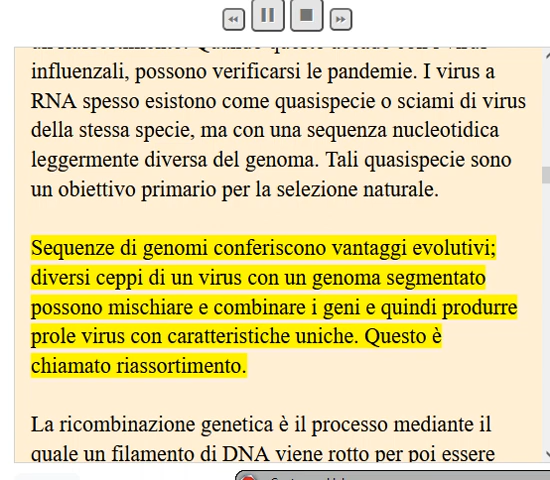 influenzali, possono verificarsi le pandemie. I virus a
RNA spesso esistono come quasispecie o sciami di virus
della stessa specie, ma con una sequenza nucleotidica
leggermente diversa del genoma. Tali quasispecie sono
un obiettivo primario per la selezione naturale.
Sequenze di genomi conferiscono vantaggi evolutivi;
diversi ceppi di un virus con un genoma segmentato
possono mischiare e combinare i geni e quindi produrre
prole virus con caratteristiche uniche. Questo è
chiamato riassortimento.
La ricombinazione genetica è il processo mediante il
quale un filamento di DNA viene rotto per poi essere